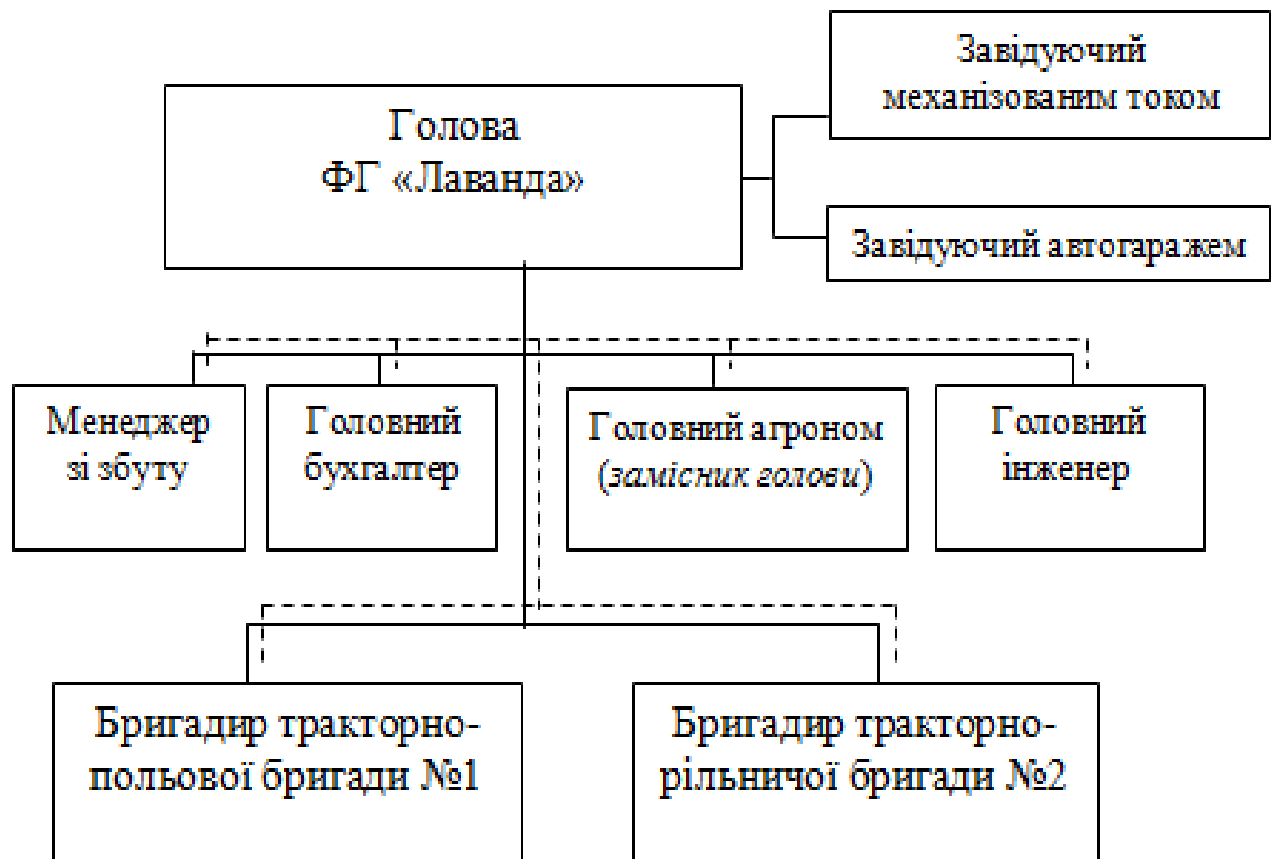 Завідуючий
механізованим током
Голова
ФГ «Лаванда»
Завідуючий автогаражем
Менеджер
зі збуту
Головний
бухгалтер
Головний агроном
(замісник голови)
Головний
інженер
Бригадир тракторно-
польової бригади №1
Бригадир тракторно-
рільничої бригади №2